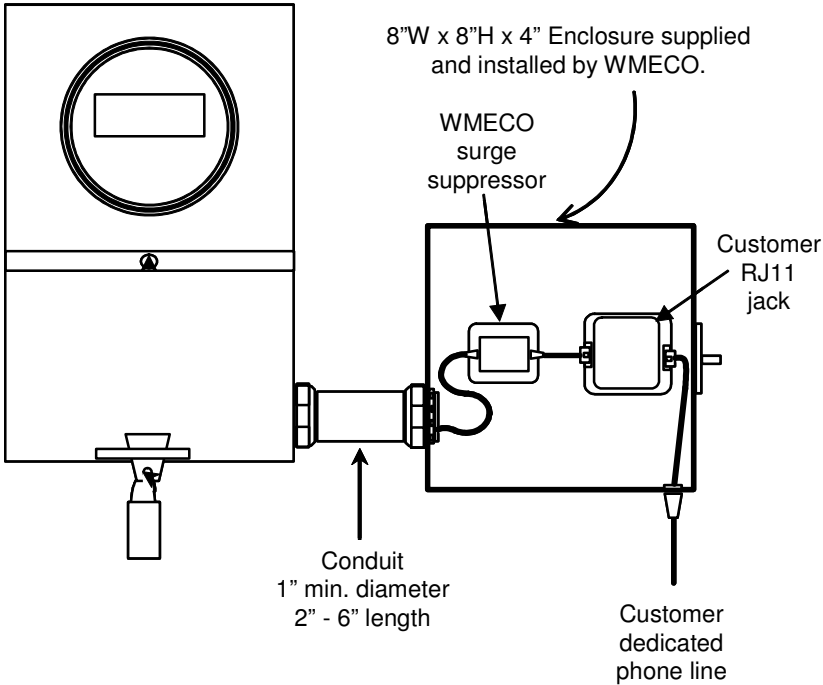 8”W x 8”H x 4” Enclosure supplied
and installed by WMECO.
WMECO
surge
suppressor
Customer
RJ11
jack
Conduit
1” min. diameter
2” - 6” length
Customer
dedicated
phone line